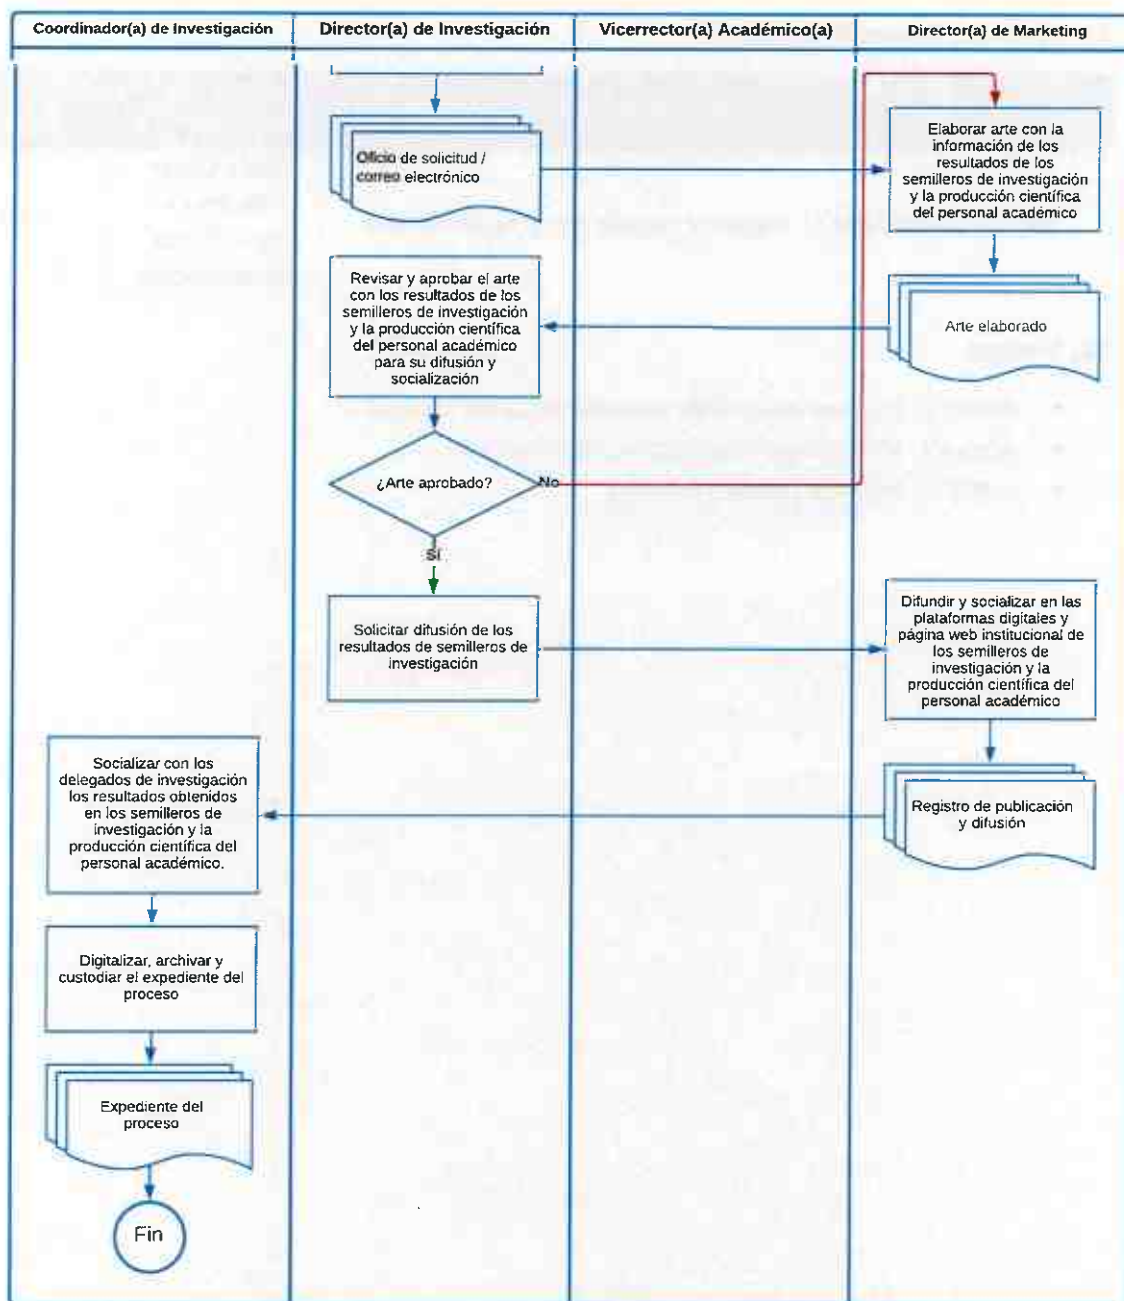 Coordinador(a) de Investigación
Director(a) de Investigación
Vicerrector(a) Académico(a)
Director(a) de Marketing
Oficio de solicitud /
correo electrónico
Elaborar arte con la
información de los
resultados de los
semilleros de investigación
y la producción científica
del personal académico
Revisar y aprobar el arte
con los resultados de los
semilleros de investigación
y la producción científica
del personal académico
para su difusión y
socialización
Arte elaborado
¿Arte aprobado?
No
Sí
Solicitar difusión de los
resultados de semilleros de
investigación
Difundir y socializar en las
plataformas digitales y
página web institucional de
los semilleros de
investigación y la
producción científica del
personal académico
Socializar con los
delegados de investigación
los resultados obtenidos
en los semilleros de
investigación y la
producción científica del
personal académico.
Registro de publicación
y difusión
Digitalizar, archivar y
custodiar el expediente del
proceso
Expediente del
proceso
Fin